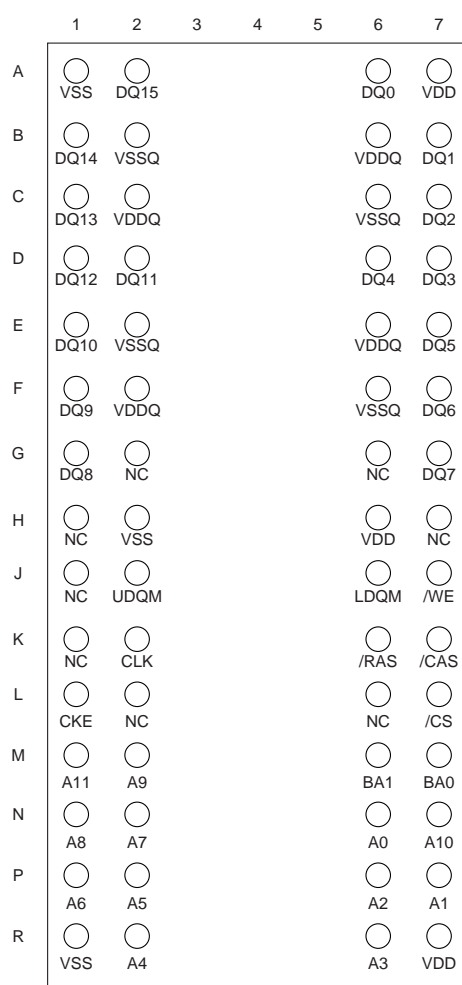 1 2 3 4 5 6 7
A
VSS DQ15 DQ0 VDD
B
DQ14 VSSQ VDDQ DQ1
C
DQ13 VDDQ VSSQ DQ2
D
DQ12 DQ11 DQ4 DQ3
E
DQ10 VSSQ VDDQ DQ5
F
DQ9 VDDQ VSSQ DQ6
G
DQ8 NC NC DQ7
H
NC VSS VDD NC
J
NC UDQM LDQM /WE
K
NC CLK /RAS /CAS
L
CKE NC NC /CS
M
A11 A9 BA1 BA0
N
A8 A7 A0 A10
P
A6 A5 A2 A1
R
VSS A4 A3 VDD